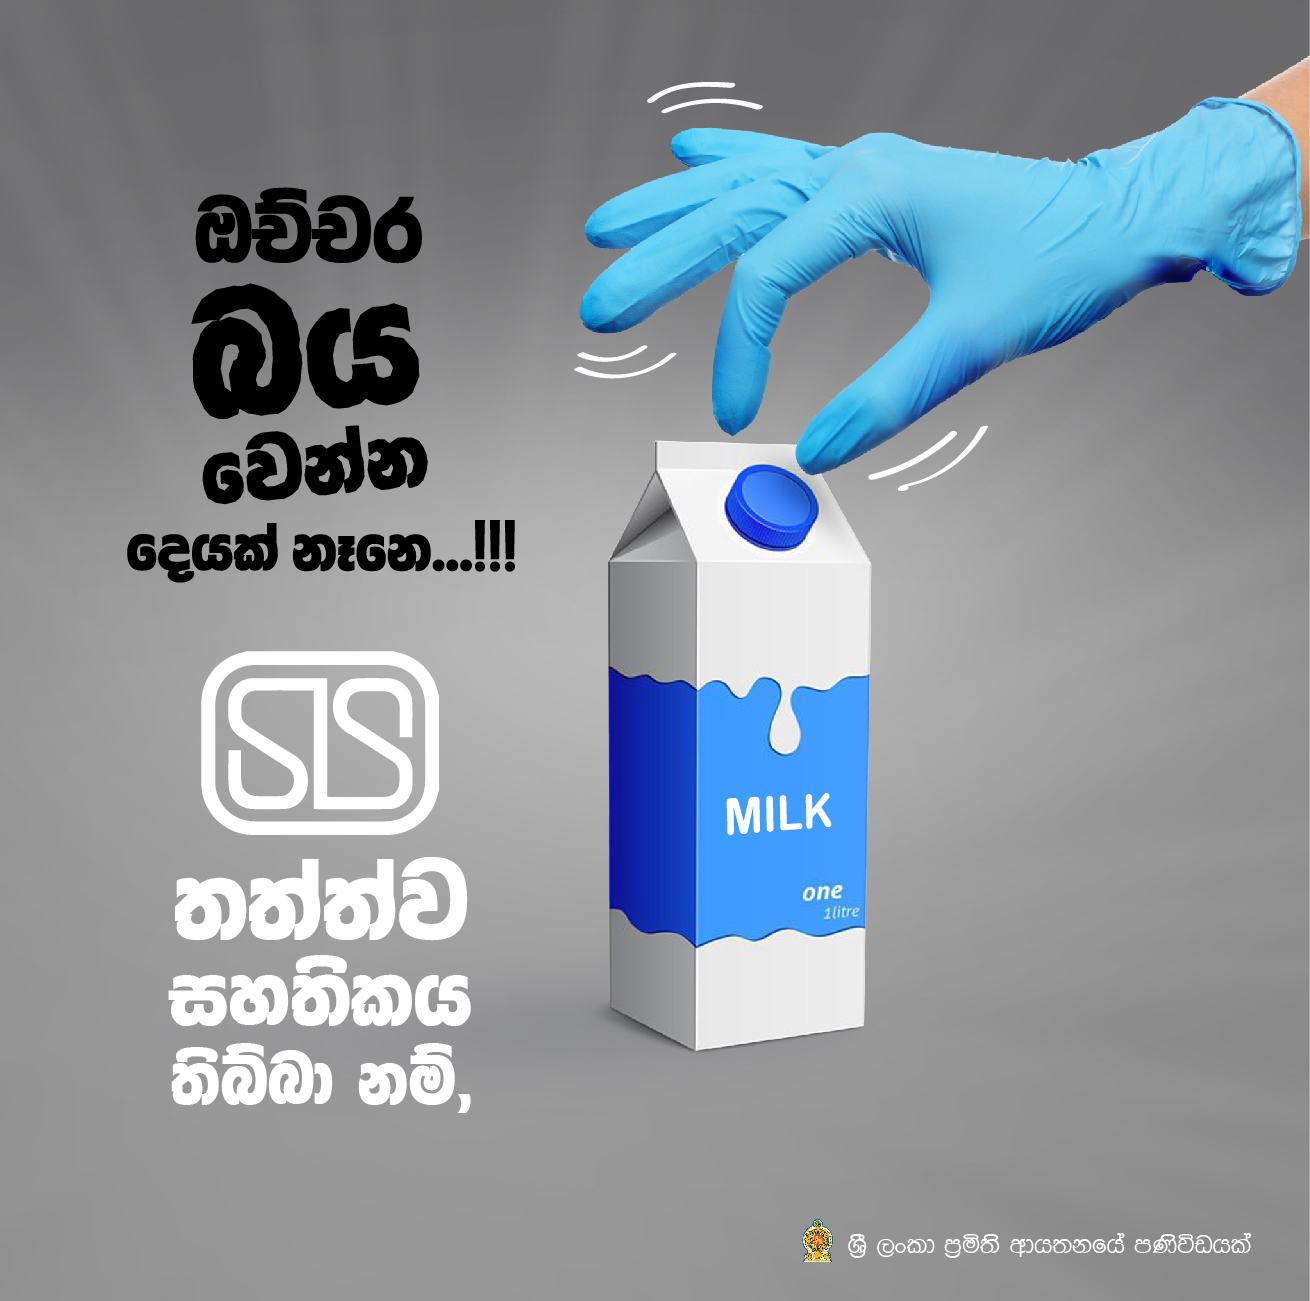 ඔච්චර
බය
වෙන්න
දෙයක් නෑනෙ...!!!
SLS
තත්ත්ව
සහතිකය
තිබ්බා නම්,
MILK
one
1litre
ශ්‍රී ලංකා ප්‍රමිති ආයතනයේ පණිවිඩයක්